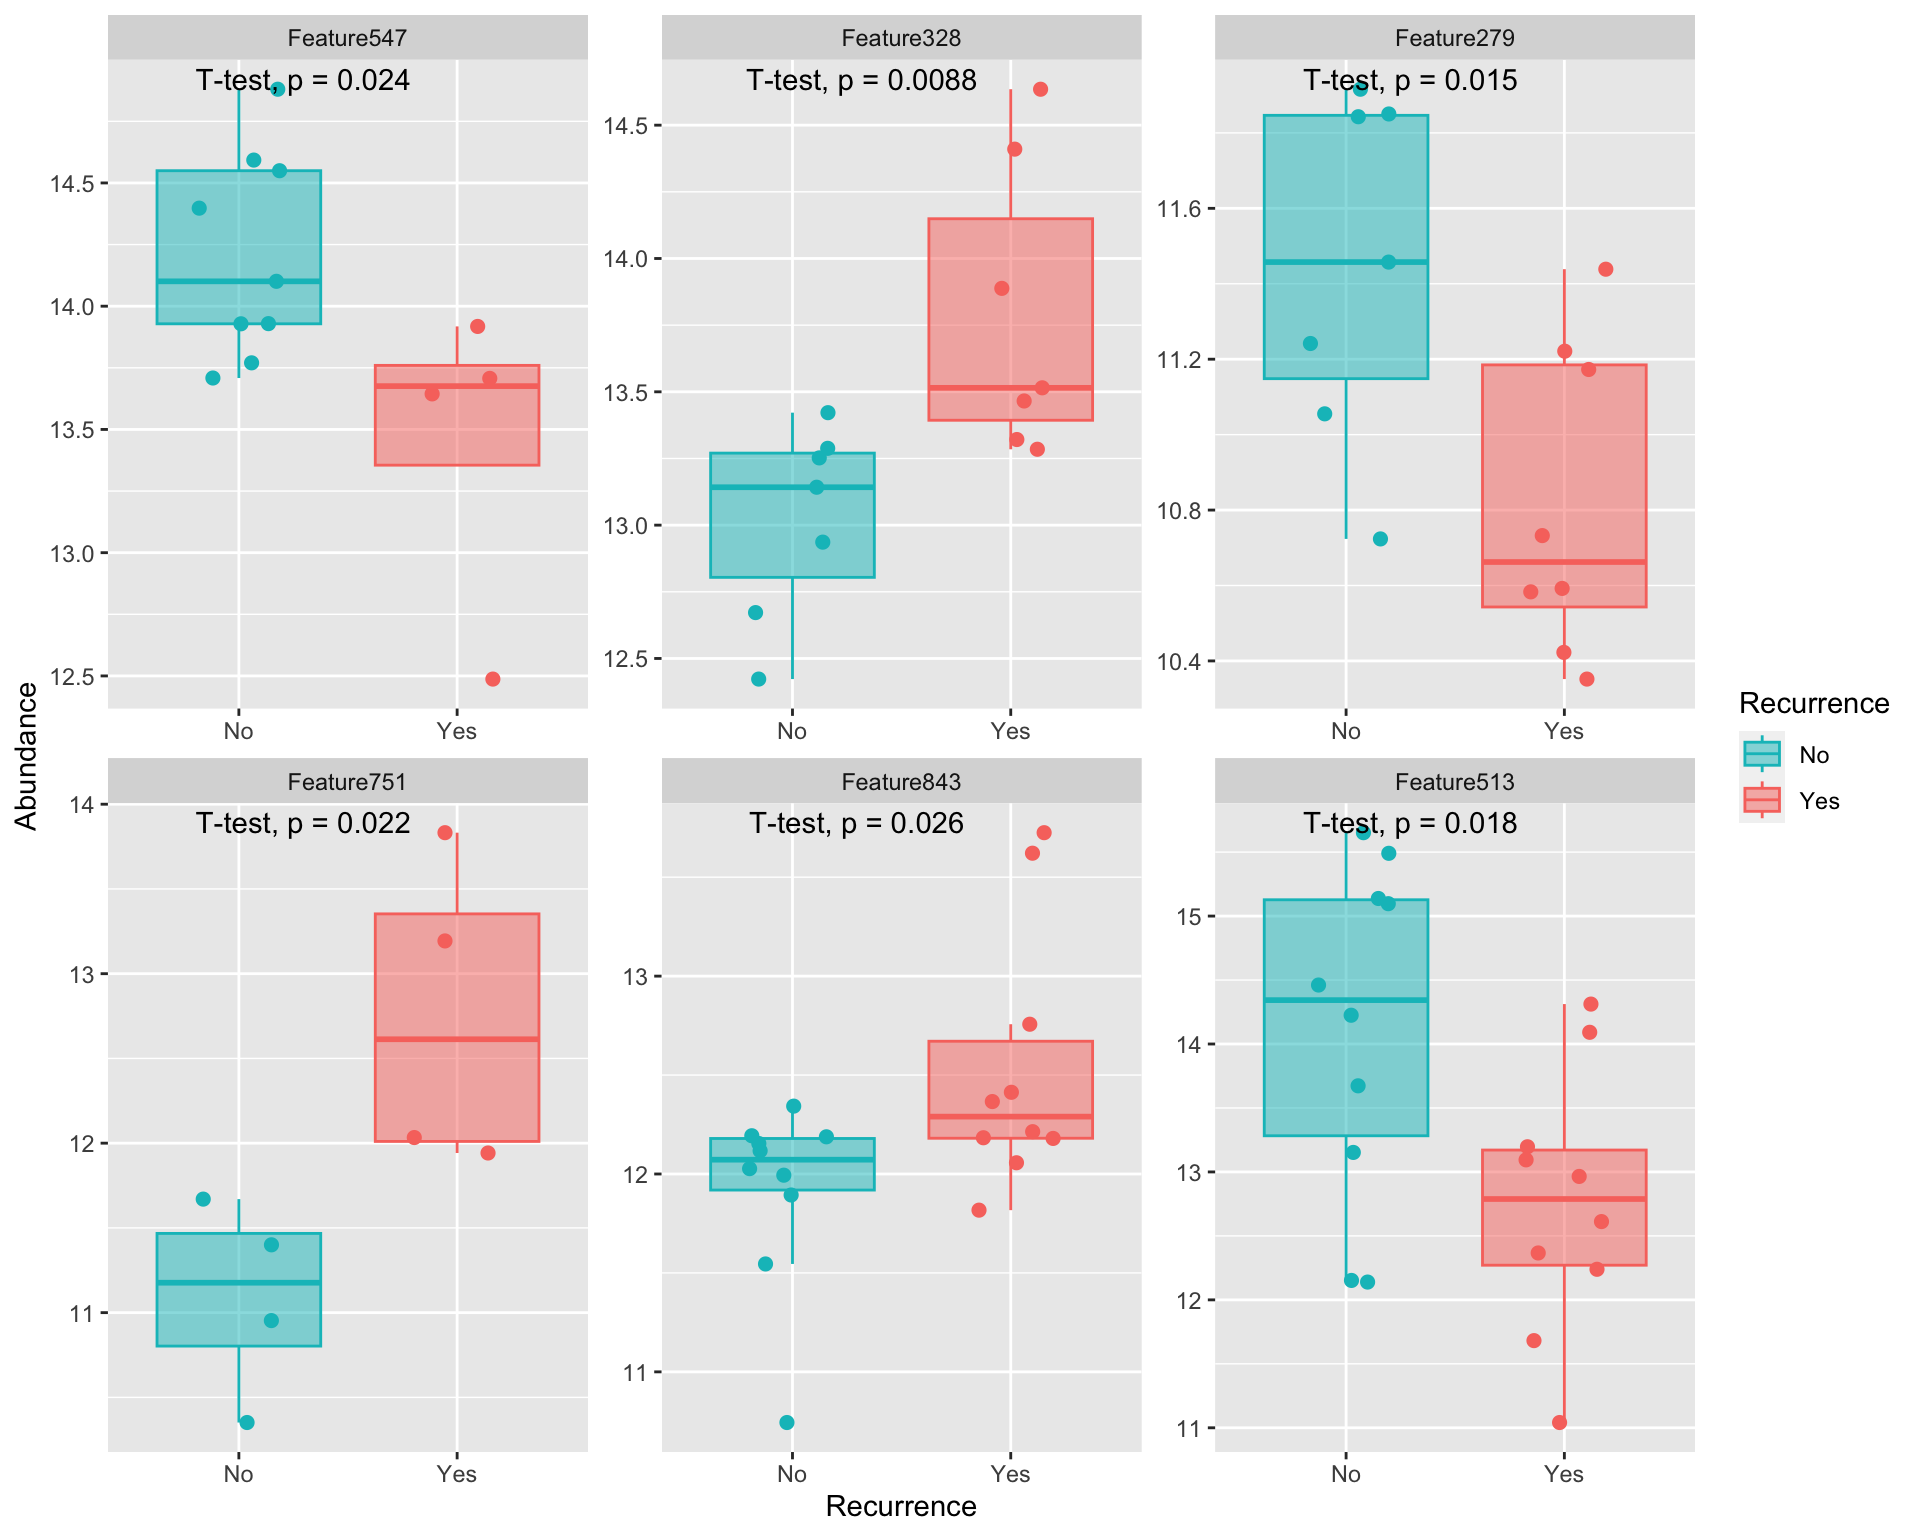 Feature547
T-test, p = 0.024
14.5
14.0
13.5
13.0
12.5
No
Yes
Feature328
T-test, p = 0.0088
14.5
14.0
13.5
13.0
12.5
No
Yes
Feature279
T-test, p = 0.015
11.6
11.2
10.8
10.4
No
Yes
Feature751
T-test, p = 0.022
14
13
12
11
No
Yes
Feature843
T-test, p = 0.026
13
12
11
No
Yes
Feature513
T-test, p = 0.018
15
14
13
12
11
No
Yes
Abundance
Recurrence
Recurrence
No
Yes